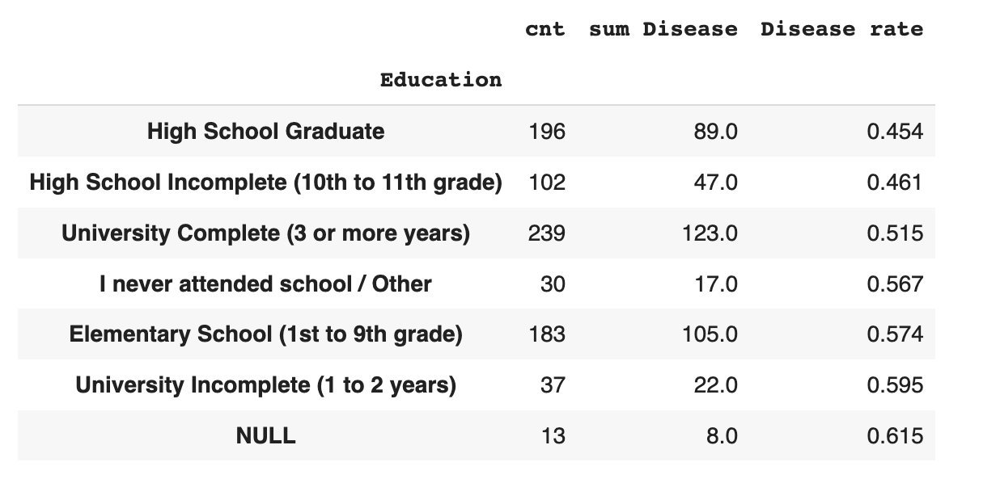 cnt sum Disease Disease rate
Education
High School Graduate 196 89.0 0.454
High School Incomplete (10th to 11th grade) 102 47.0 0.461
University Complete (3 or more years) 239 123.0 0.515
I never attended school / Other 30 17.0 0.567
Elementary School (1st to 9th grade) 183 105.0 0.574
University Incomplete (1 to 2 years) 37 22.0 0.595
NULL 13 8.0 0.615